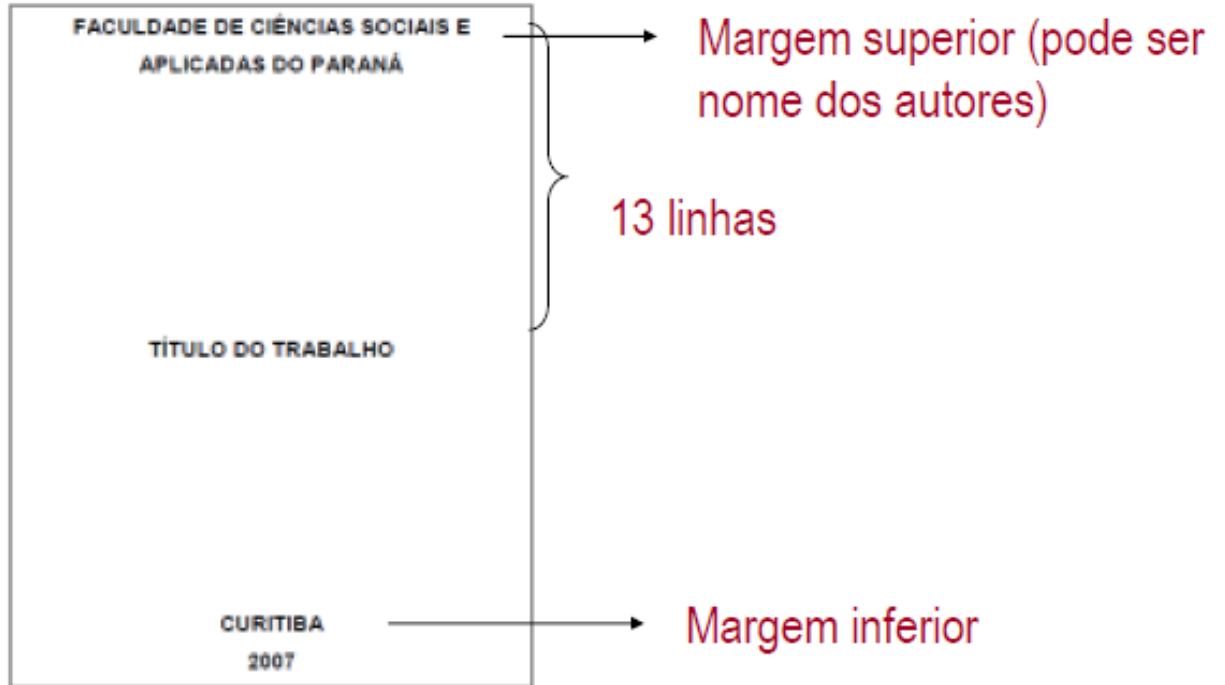 FACULDADE DE CIÊNCIAS SOCIAIS E
APLICADAS DO PARANÁ
Margem superior (pode ser
nome dos autores)
13 linhas
TÍTULO DO TRABALHO
CURITIBA
2007
Margem inferior